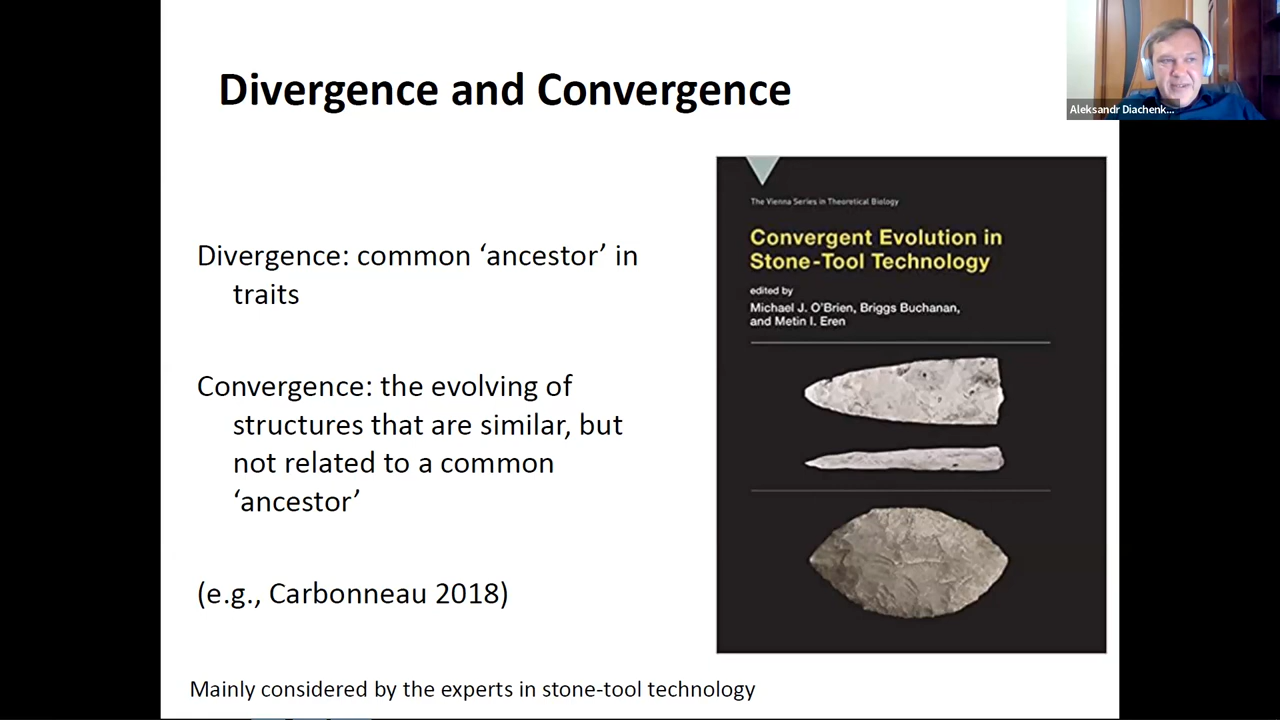 Divergence and Convergence
Aleksandr Diachenk...
Divergence: common ‘ancestor’ in
traits
Convergence: the evolving of
structures that are similar, but
not related to a common
‘ancestor’
(e.g., Carbonneau 2018)
The Vienna Series in Theoretical Biology
Convergent Evolution in
Stone-Tool Technology
edited by
Michael J. O’Brien, Briggs Buchanan,
and Metin I. Eren
Mainly considered by the experts in stone-tool technology